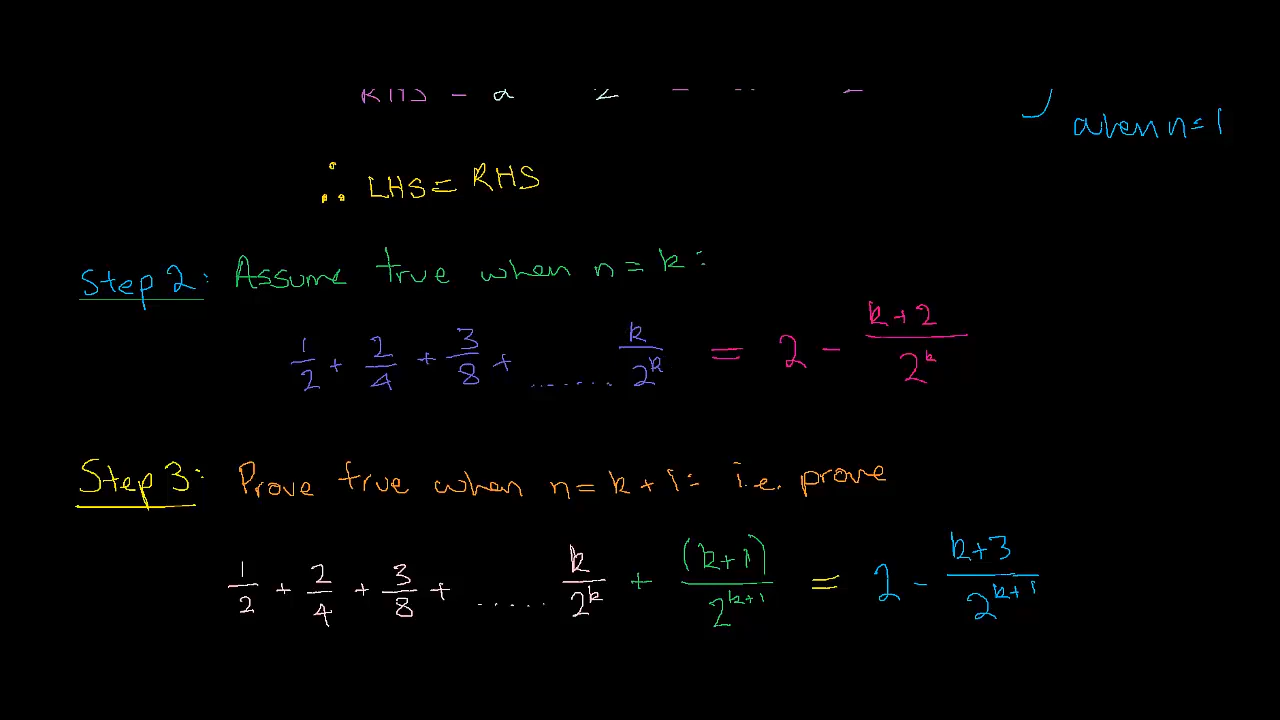 when n=1
∴ LHS = RHS
Step 2: Assume true when n = k:
1/2 + 2/4 + 3/8 + ........ k/2^k = 2 - (k+2)/2^k
Step 3: Prove true when n = k+1: i.e. prove
1/2 + 2/4 + 3/8 + ..... k/2^k + (k+1)/2^(k+1) = 2 - (k+3)/2^(k+1)